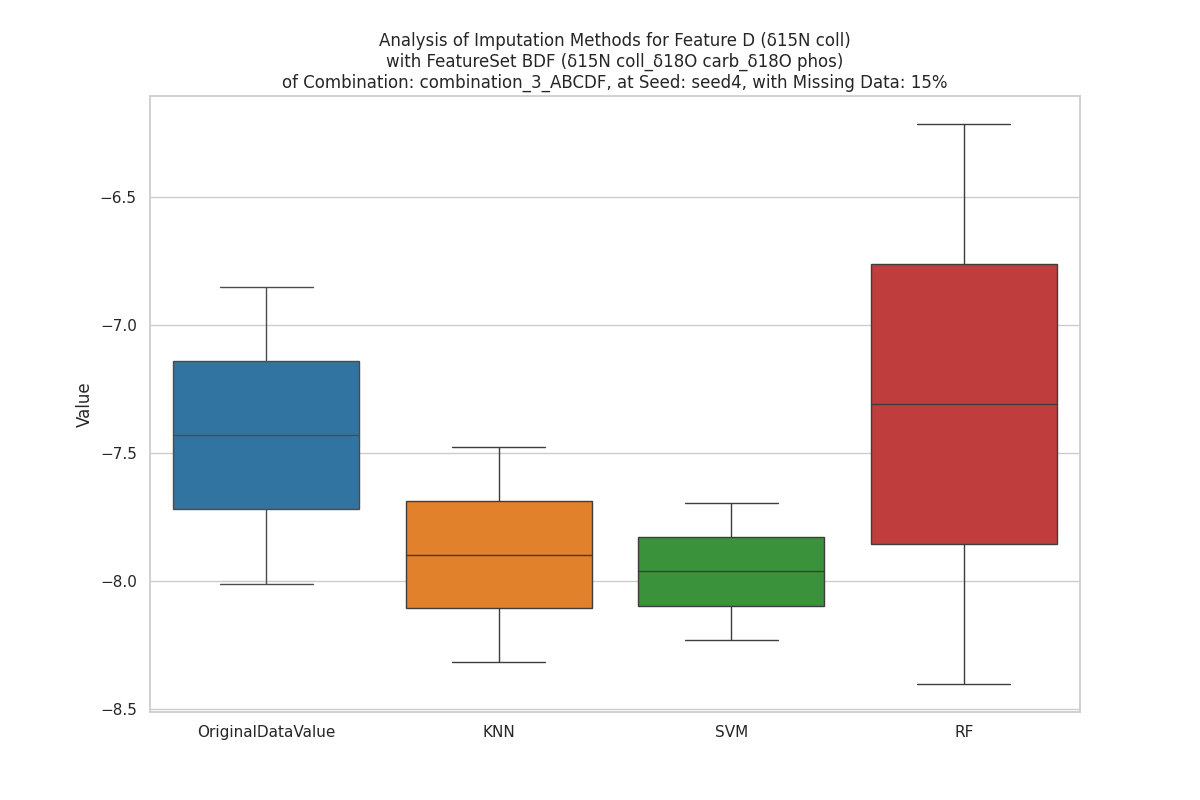 Analysis of Imputation Methods for Feature D (δ15N coll)
with FeatureSet BDF (δ15N coll_δ18O carb_δ18O phos)
of Combination: combination_3_ABCDF, at Seed: seed4, with Missing Data: 15%
Value
−6.5
−7.0
−7.5
−8.0
−8.5
OriginalDataValue
KNN
SVM
RF